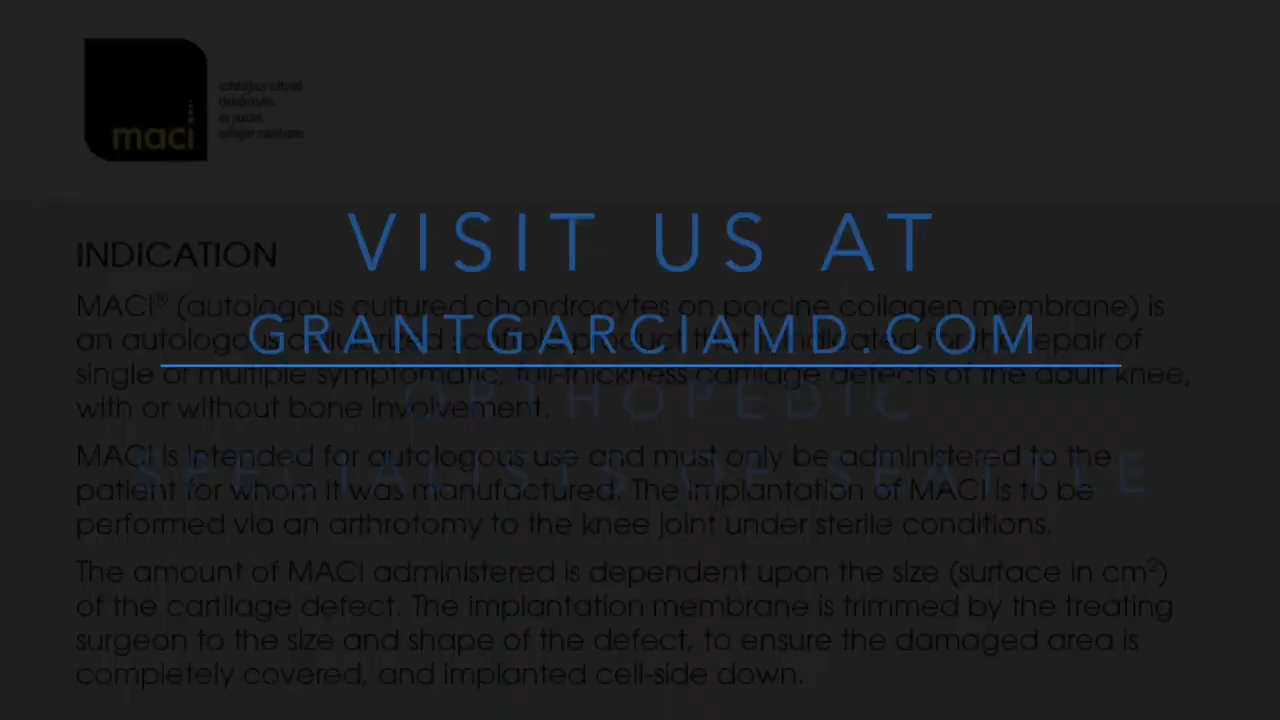 maci
autologous cultured
chondrocytes
on porcine
collagen membrane
VISIT US AT
INDICATION
MACI® (autologous cultured chondrocytes on porcine collagen membrane) is
GRANTGARCIAMD.COM
an autologous cellularized scaffold product that is indicated for the repair of
single or multiple symptomatic, full-thickness cartilage defects of the adult knee,
with or without bone involvement.
ORTHOPEDIC
MACI is intended for autologous use and must only be administered to the
SPECIALISTS OF SEATTLE
patient for whom it was manufactured. The implantation of MACI is to be
performed via an arthrotomy to the knee joint under sterile conditions.
The amount of MACI administered is dependent upon the size (surface in cm²)
of the cartilage defect. The implantation membrane is trimmed by the treating
surgeon to the size and shape of the defect, to ensure the damaged area is
completely covered, and implanted cell-side down.